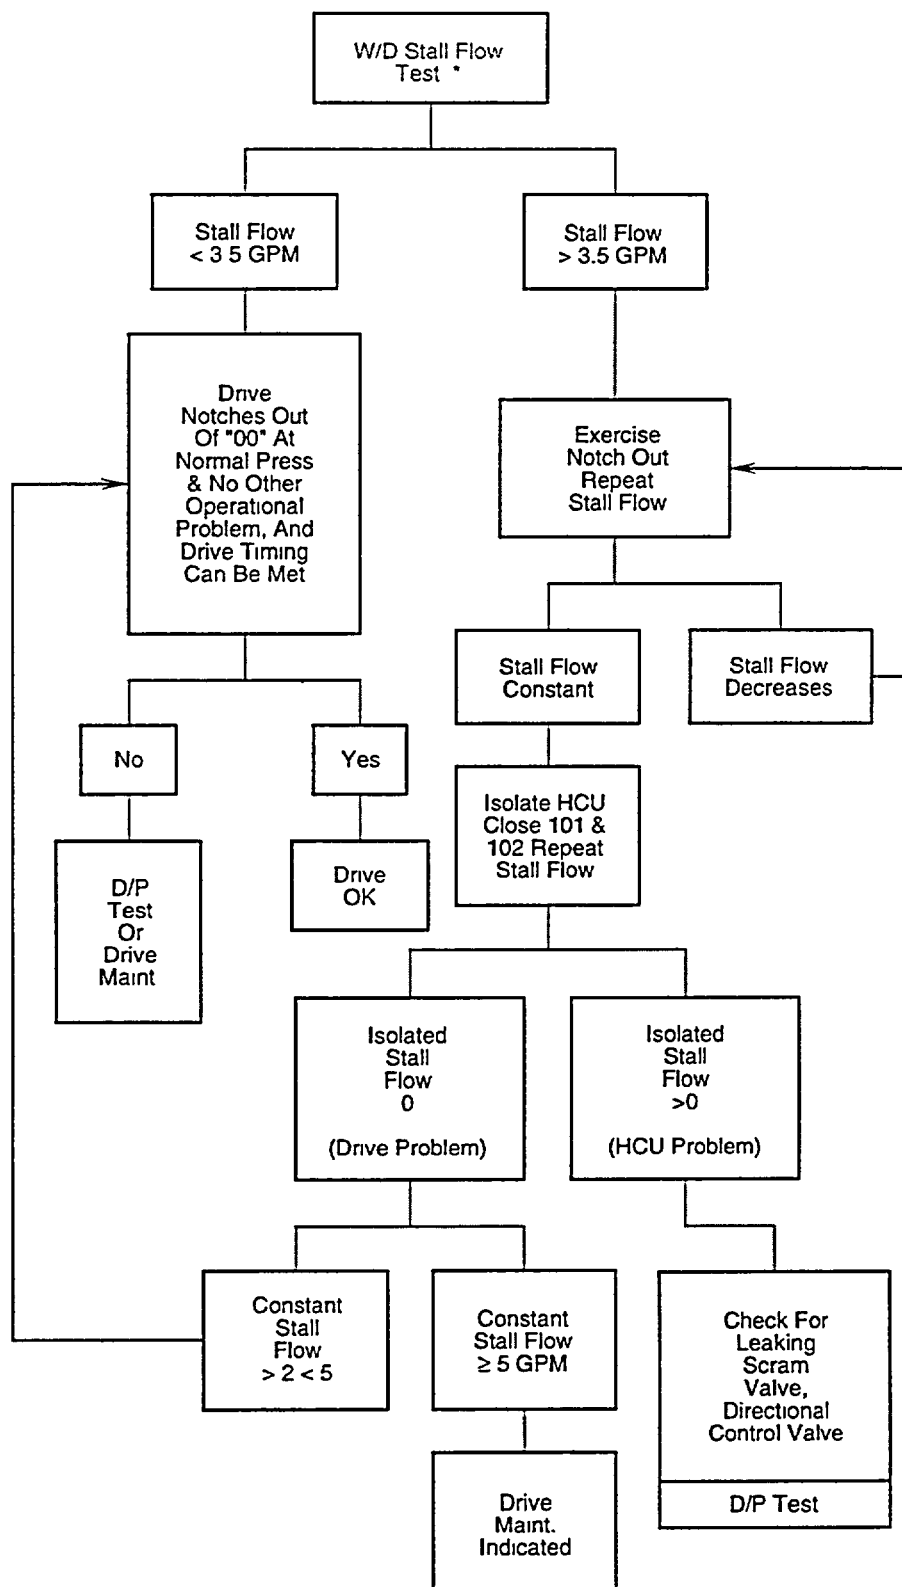 W/D Stall Flow
Test *
Stall Flow
< 3 5 GPM
Stall Flow
> 3.5 GPM
Drive
Notches Out
Of "00" At
Normal Press
& No Other
Operational
Problem, And
Drive Timing
Can Be Met
Exercise
Notch Out
Repeat
Stall Flow
Stall Flow
Constant
Stall Flow
Decreases
No
Yes
Isolate HCU
Close 101 &
102 Repeat
Stall Flow
D/P
Test
Or
Drive
Maint
Drive
OK
Isolated
Stall
Flow
0
(Drive Problem)
Isolated
Stall
Flow
>0
(HCU Problem)
Constant
Stall
Flow
> 2 < 5
Constant
Stall Flow
≥ 5 GPM
Check For
Leaking
Scram
Valve,
Directional
Control Valve
D/P Test
Drive
Maint.
Indicated